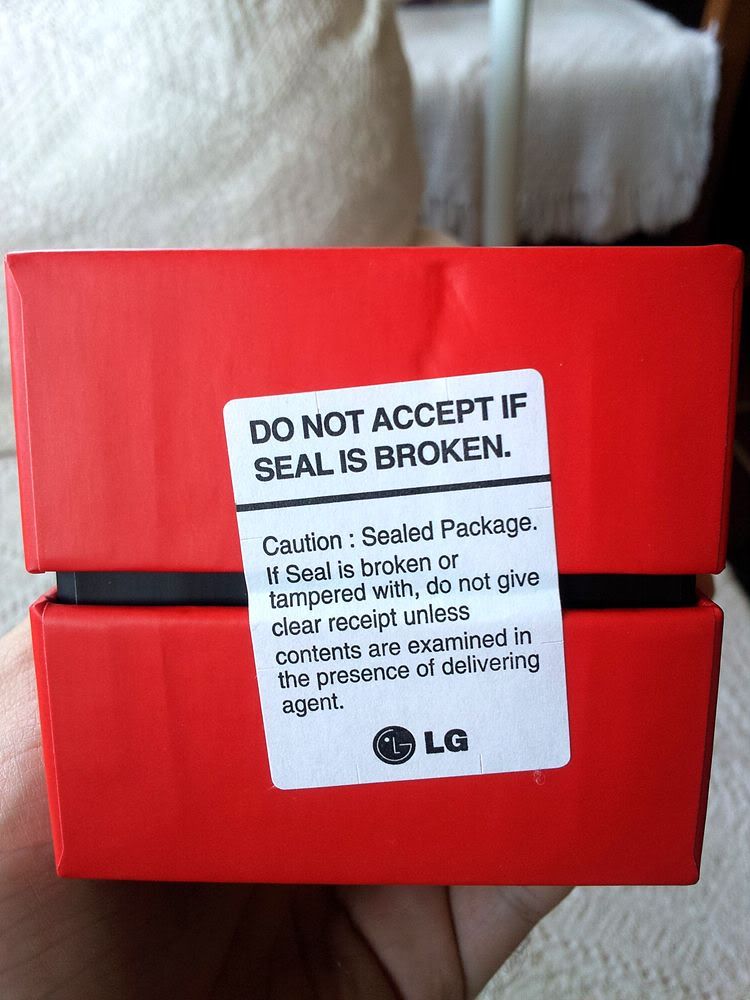 DO NOT ACCEPT IF
SEAL IS BROKEN.
Caution : Sealed Package.
If Seal is broken or
tampered with, do not give
clear receipt unless
contents are examined in
the presence of delivering
agent.
LG